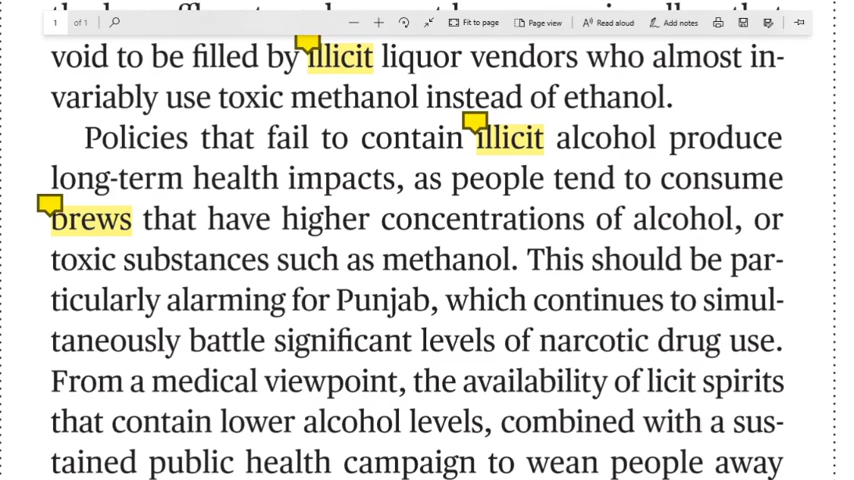 1 of 1 Fit to page Page view Read aloud Add notes
void to be filled by illicit liquor vendors who almost in-
variably use toxic methanol instead of ethanol.
Policies that fail to contain illicit alcohol produce
long-term health impacts, as people tend to consume
brews that have higher concentrations of alcohol, or
toxic substances such as methanol. This should be par-
ticularly alarming for Punjab, which continues to simul-
taneously battle significant levels of narcotic drug use.
From a medical viewpoint, the availability of licit spirits
that contain lower alcohol levels, combined with a sus-
tained public health campaign to wean people away